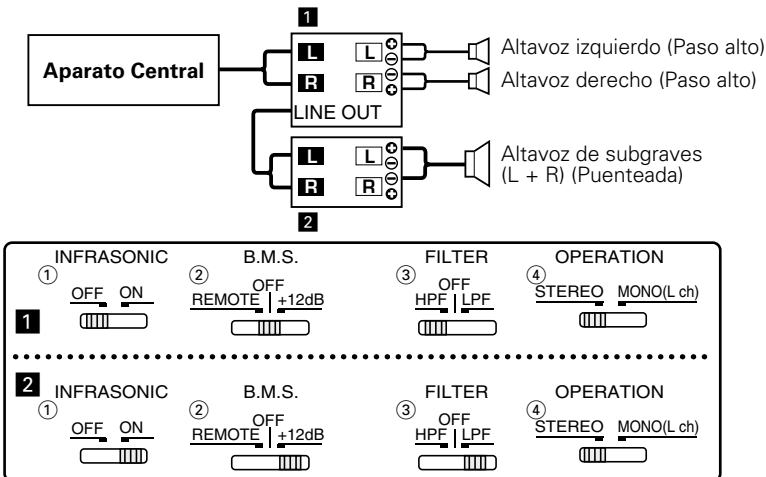 1
Aparato Central
L L ⊕
⊖
R R ⊖
⊕
LINE OUT
Altavoz izquierdo (Paso alto)
Altavoz derecho (Paso alto)
L L ⊕
⊖
R R ⊖
⊕
Altavoz de subgraves
(L + R) (Puenteada)
2
1
INFRASONIC B.M.S. FILTER OPERATION
① ② ③ ④
OFF ON REMOTE OFF +12dB HPF OFF LPF STEREO MONO(L ch)
2
INFRASONIC B.M.S. FILTER OPERATION
① ② ③ ④
OFF ON REMOTE OFF +12dB HPF OFF LPF STEREO MONO(L ch)